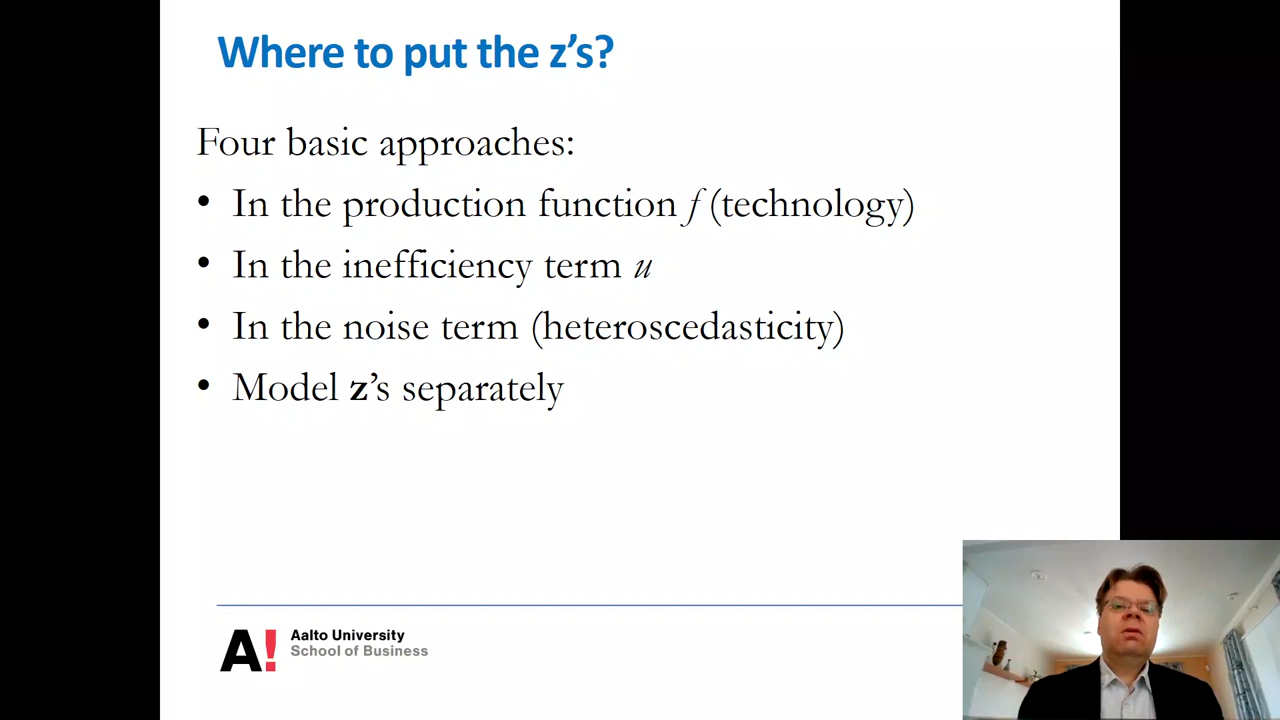 Where to put the z's?
Four basic approaches:
• In the production function f (technology)
• In the inefficiency term u
• In the noise term (heteroscedasticity)
• Model z's separately
A!
Aalto University
School of Business